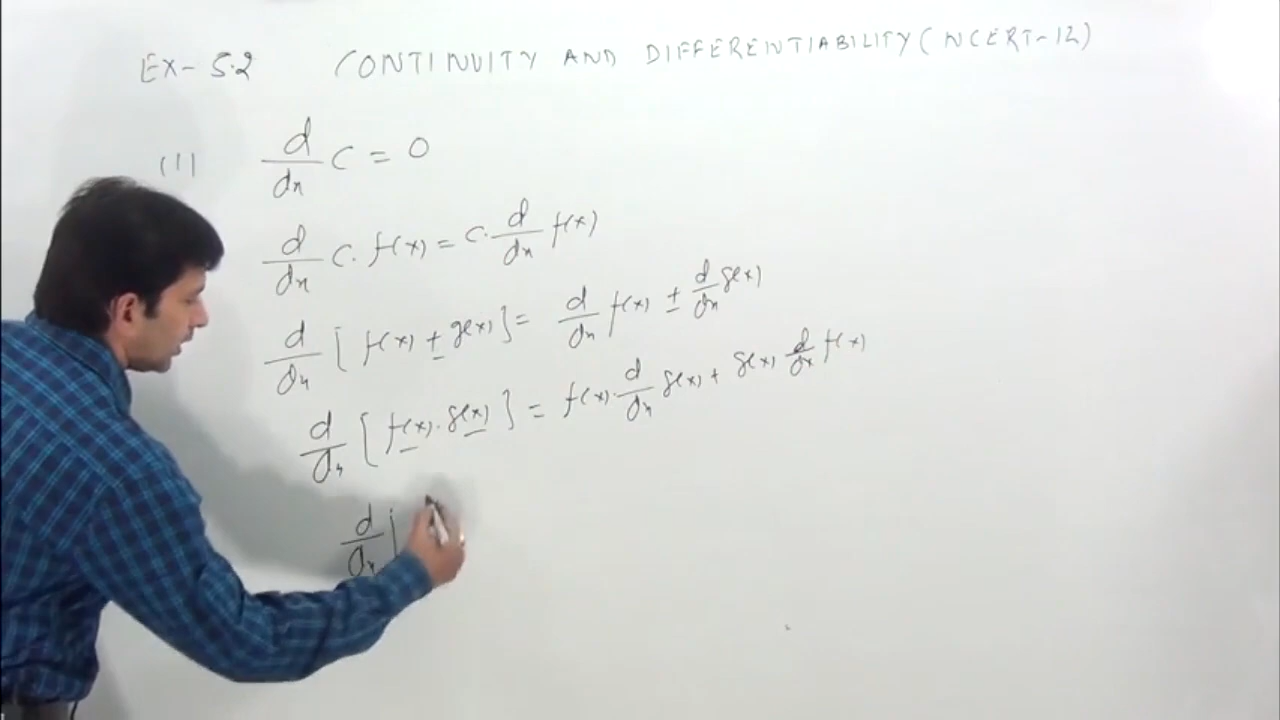 EX- 5.2 CONTINUITY AND DIFFERENTIABILITY (NCERT-12)
(1) d/dx C = 0
d/dx C. f(x) = C. d/dx f(x)
d/dx [f(x) ± g(x)] = d/dx f(x) ± d/dx g(x)
d/dx [f(x). g(x)] = f(x). d/dx g(x) + g(x) d/dx f(x)
d/dx [